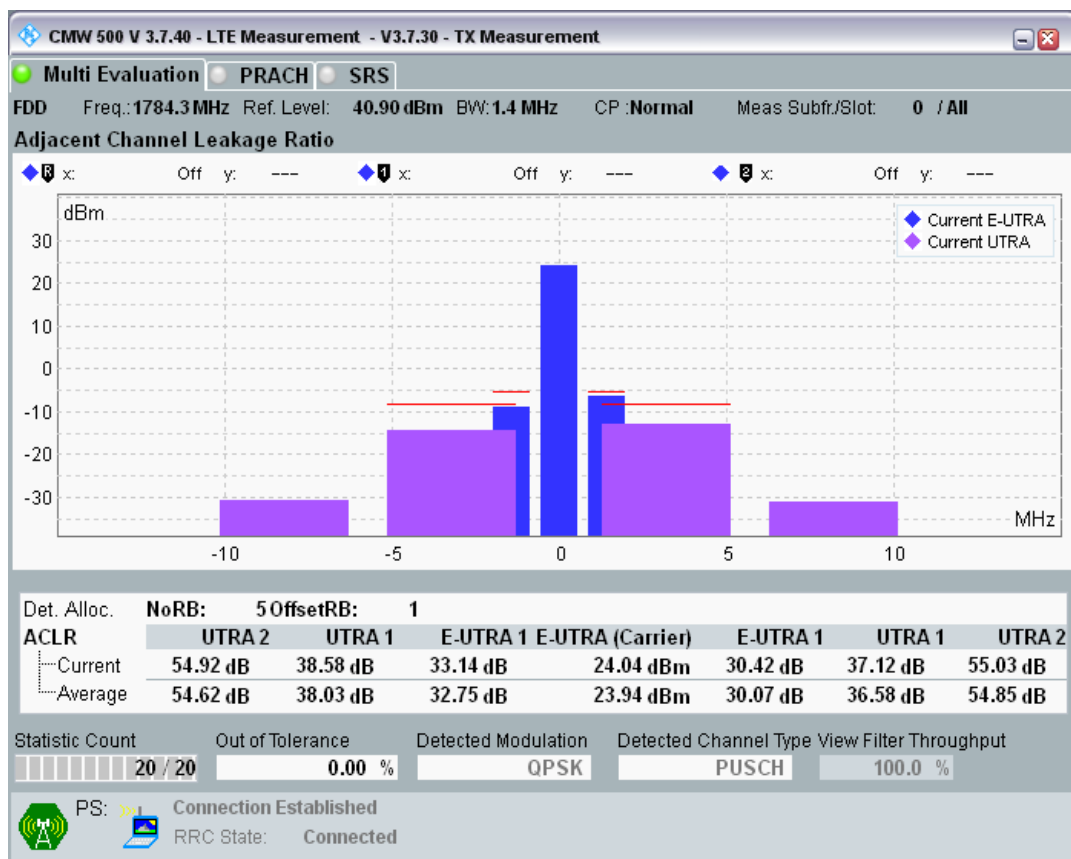 CMW 500 V 3.7.40 - LTE Measurement - V3.7.30 - TX Measurement
Multi Evaluation PRACH SRS
FDD Freq.: 1784.3 MHz Ref. Level: 40.90 dBm BW: 1.4 MHz CP :Normal Meas Subfr./Slot: 0 / All
Adjacent Channel Leakage Ratio
R x: Off y: --- 1 x: Off y: --- 2 x: Off y: ---
dBm
Current E-UTRA
Current UTRA
30
20
10
0
-10
-20
-30
MHz
-10 -5 0 5 10
Det. Alloc. NoRB: 5 OffsetRB: 1
ACLR UTRA 2 UTRA 1 E-UTRA 1 E-UTRA (Carrier) E-UTRA 1 UTRA 1 UTRA 2
Current 54.92 dB 38.58 dB 33.14 dB 24.04 dBm 30.42 dB 37.12 dB 55.03 dB
Average 54.62 dB 38.03 dB 32.75 dB 23.94 dBm 30.07 dB 36.58 dB 54.85 dB
Statistic Count Out of Tolerance Detected Modulation Detected Channel Type View Filter Throughput
20 / 20 0.00 % QPSK PUSCH 100.0 %
PS: Connection Established
RRC State: Connected